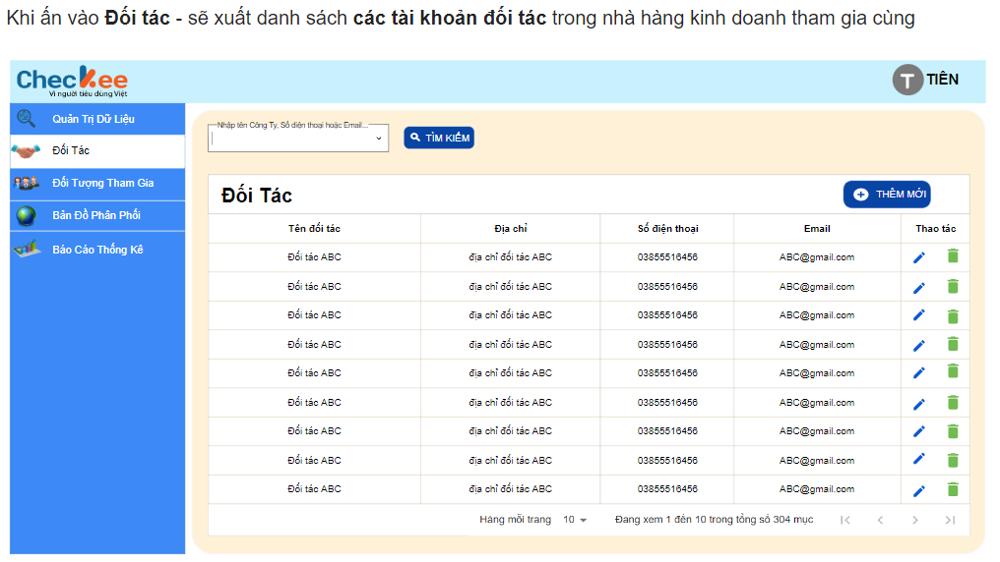 Khi ấn vào Đối tác - sẽ xuất danh sách các tài khoản đối tác trong nhà hàng kinh doanh tham gia cùng
Checkee
Vì người tiêu dùng Việt
T TIÊN
Quản Trị Dữ Liệu
Đối Tác
Đối Tượng Tham Gia
Bản Đồ Phân Phối
Báo Cáo Thống Kê
Nhập tên Công Ty, Số điện thoại hoặc Email...
TÌM KIẾM
Đối Tác
THÊM MỚI
Tên đối tác Địa chỉ Số điện thoại Email Thao tác
Đối tác ABC địa chỉ đối tác ABC 03855516456 ABC@gmail.com
Đối tác ABC địa chỉ đối tác ABC 03855516456 ABC@gmail.com
Đối tác ABC địa chỉ đối tác ABC 03855516456 ABC@gmail.com
Đối tác ABC địa chỉ đối tác ABC 03855516456 ABC@gmail.com
Đối tác ABC địa chỉ đối tác ABC 03855516456 ABC@gmail.com
Đối tác ABC địa chỉ đối tác ABC 03855516456 ABC@gmail.com
Đối tác ABC địa chỉ đối tác ABC 03855516456 ABC@gmail.com
Đối tác ABC địa chỉ đối tác ABC 03855516456 ABC@gmail.com
Đối tác ABC địa chỉ đối tác ABC 03855516456 ABC@gmail.com
Hàng mỗi trang 10 Đang xem 1 đến 10 trong tổng số 304 mục